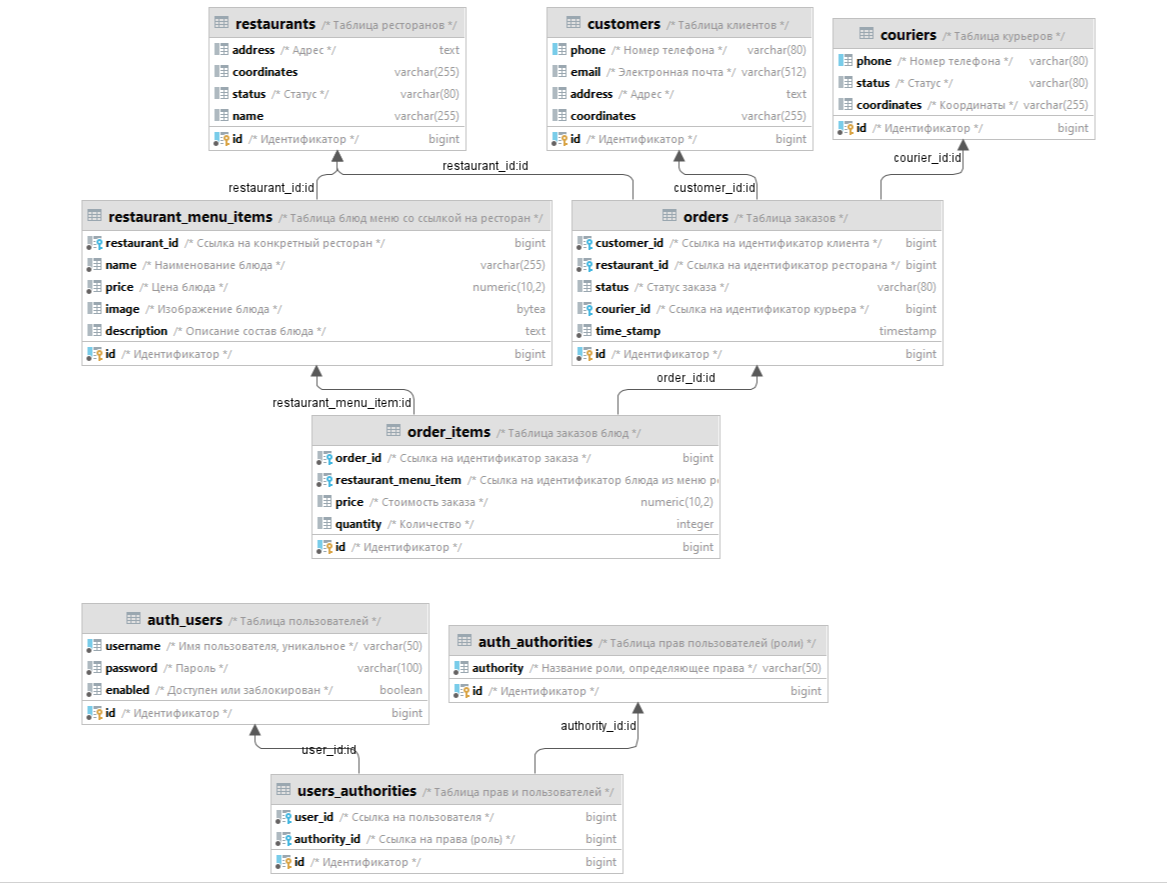 restaurants /* Таблица ресторанов */
address /* Адрес */ text
coordinates varchar(255)
status /* Статус */ varchar(80)
name varchar(255)
id /* Идентификатор */ bigint
customers /* Таблица клиентов */
phone /* Номер телефона */ varchar(80)
email /* Электронная почта */ varchar(512)
address /* Адрес */ text
coordinates varchar(255)
id /* Идентификатор */ bigint
couriers /* Таблица курьеров */
phone /* Номер телефона */ varchar(80)
status /* Статус */ varchar(80)
coordinates /* Координаты */ varchar(255)
id /* Идентификатор */ bigint
restaurant_id:id
restaurant_id:id
customer_id:id
courier_id:id
restaurant_menu_items /* Таблица блюд меню со ссылкой на ресторан */
restaurant_id /* Ссылка на конкретный ресторан */ bigint
name /* Наименование блюда */ varchar(255)
price /* Цена блюда */ numeric(10,2)
image /* Изображение блюда */ bytea
description /* Описание состав блюда */ text
id /* Идентификатор */ bigint
orders /* Таблица заказов */
customer_id /* Ссылка на идентификатор клиента */ bigint
restaurant_id /* Ссылка на идентификатор ресторана */ bigint
status /* Статус заказа */ varchar(80)
courier_id /* Ссылка на идентификатор курьера */ bigint
time_stamp timestamp
id /* Идентификатор */ bigint
restaurant_menu_item:id
order_id:id
order_items /* Таблица заказов блюд */
order_id /* Ссылка на идентификатор заказа */ bigint
restaurant_menu_item /* Ссылка на идентификатор блюда из меню
price /* Стоимость заказа */ numeric(10,2)
quantity /* Количество */ integer
id /* Идентификатор */ bigint
auth_users /* Таблица пользователей */
username /* Имя пользователя, уникальное */ varchar(50)
password /* Пароль */ varchar(100)
enabled /* Доступен или заблокирован */ boolean
id /* Идентификатор */ bigint
auth_authorities /* Таблица прав пользователей (роли) */
authority /* Название роли, определяющее права */ varchar(50)
id /* Идентификатор */ bigint
user_id:id
authority_id:id
users_authorities /* Таблица прав и пользователей */
user_id /* Ссылка на пользователя */ bigint
authority_id /* Ссылка на права (роль) */ bigint
id /* Идентификатор */ bigint